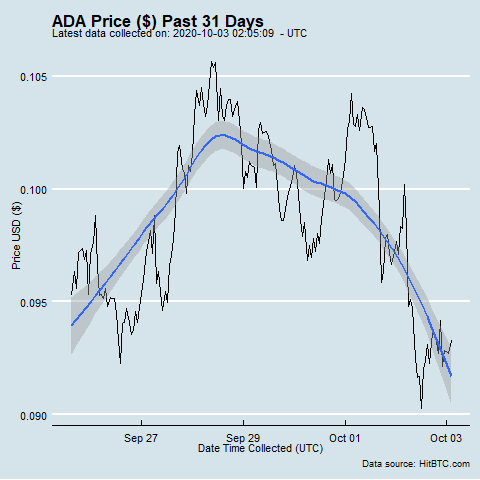 ADA Price ($) Past 31 Days
Latest data collected on: 2020-10-03 02:05:09 - UTC
0.105
0.100
0.095
0.090
Price USD ($)
Sep 27 Sep 29 Oct 01 Oct 03
Date Time Collected (UTC)
Data source: HitBTC.com